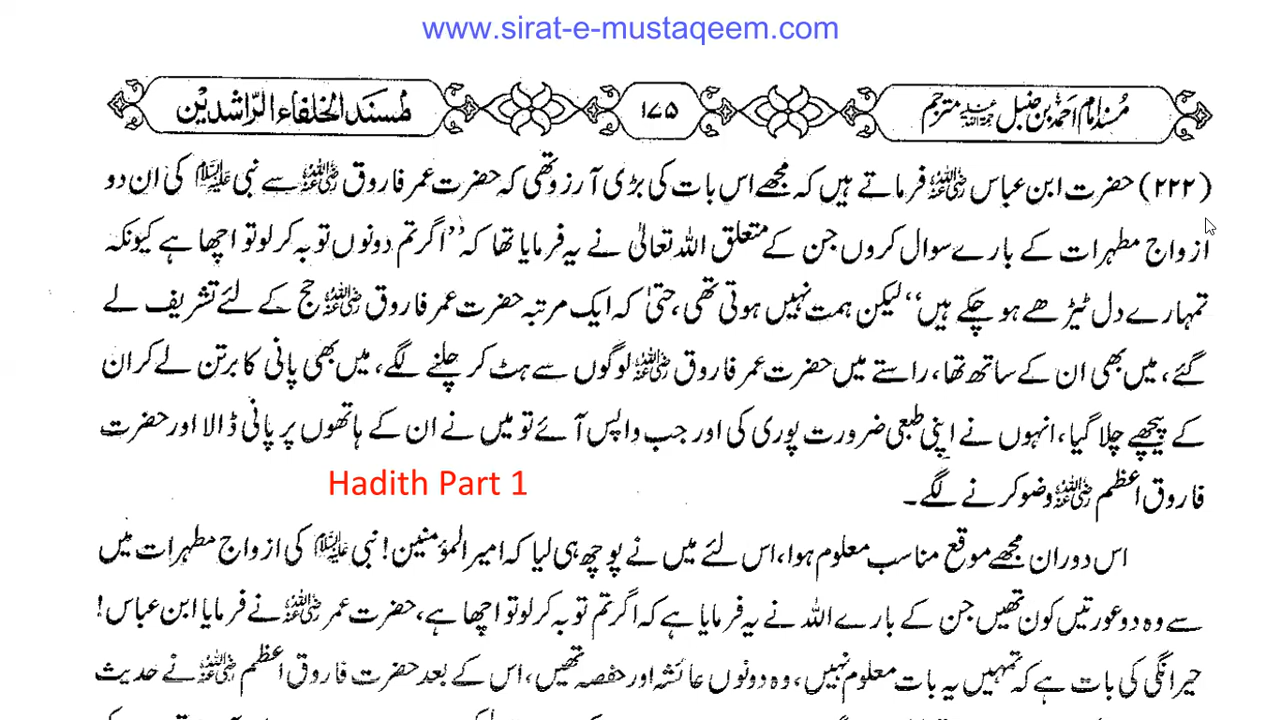 www.sirat-e-mustaqeem.com
مُسند امام احمد بن حنبل رحمۃ اللہ علیہ مترجم ۱۷۵ مُسنَد الخلفاء الرّاشدین
(۲۲۲) حضرت ابن عباس رضی اللہ عنہ فرماتے ہیں کہ مجھے اس بات کی بڑی آرزو تھی کہ حضرت عمر فاروق رضی اللہ عنہ سے نبی علیہ السلام کی ان دو
ازواج مطہرات کے بارے سوال کروں جن کے متعلق اللہ تعالیٰ نے یہ فرمایا تھا کہ ’’اگر تم دونوں توبہ کر لو تو اچھا ہے کیونکہ
تمہارے دل ٹیڑھے ہو چکے ہیں‘‘ لیکن ہمت نہیں ہوتی تھی، حتیٰ کہ ایک مرتبہ حضرت عمر فاروق رضی اللہ عنہ حج کے لئے تشریف لے
گئے، میں بھی ان کے ساتھ تھا، راستے میں حضرت عمر فاروق رضی اللہ عنہ لوگوں سے ہٹ کر چلنے لگے، میں بھی پانی کا برتن لے کر ان
کے پیچھے چلا گیا، انہوں نے اپنی طبعی ضرورت پوری کی اور جب واپس آئے تو میں نے ان کے ہاتھوں پر پانی ڈالا اور حضرت
فاروق اعظم رضی اللہ عنہ وضو کرنے لگے۔
Hadith Part 1
اس دوران مجھے موقع مناسب معلوم ہوا، اس لئے میں نے پوچھ ہی لیا کہ امیر المؤمنین! نبی علیہ السلام کی ازواج مطہرات میں
سے وہ دو عورتیں کون تھیں جن کے بارے اللہ نے یہ فرمایا ہے کہ اگر تم توبہ کر لو تو اچھا ہے، حضرت عمر رضی اللہ عنہ نے فرمایا ابن عباس!
حیرانگی کی بات ہے کہ تمہیں یہ بات معلوم نہیں، وہ دونوں عائشہ اور حفصہ تھیں، اس کے بعد حضرت فاروق اعظم رضی اللہ عنہ نے حدیث